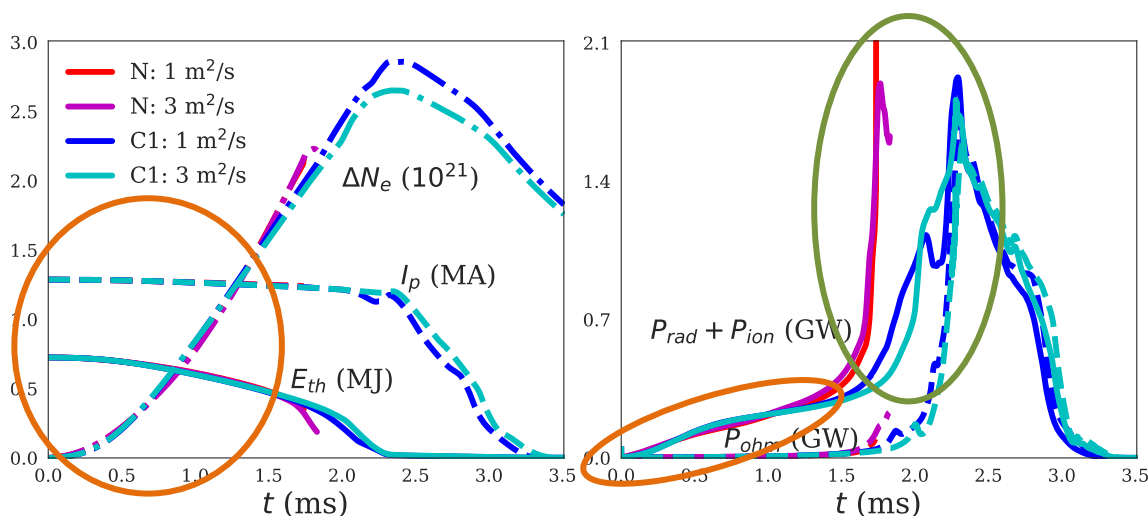 3.0
2.5
2.0
1.5
1.0
0.5
0.0
N: 1 m²/s
N: 3 m²/s
C1: 1 m²/s
C1: 3 m²/s
ΔNₑ (10²¹)
Iₚ (MA)
Eₜₕ (MJ)
0.0 0.5 1.0 1.5 2.0 2.5 3.0 3.5
t (ms)
2.1
1.4
0.7
0.0
P_rad + P_ion (GW)
P_ohm (GW)
0.0 0.5 1.0 1.5 2.0 2.5 3.0 3.5
t (ms)